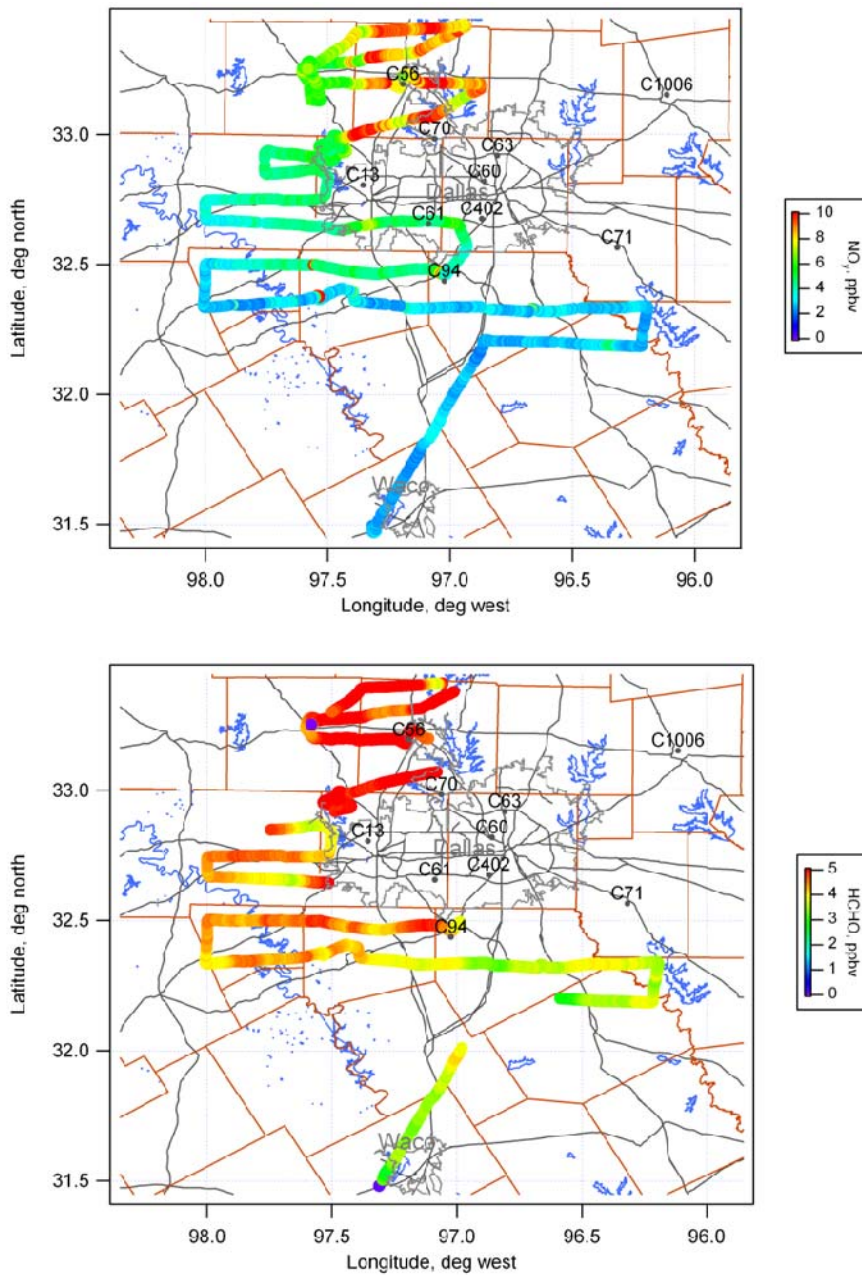 C56
C1006
33.0
C70
C63
C13
C60
Dallas
C61
C402
C71
32.5
C94
32.0
Waco
31.5
98.0 97.5 97.0 96.5 96.0
Longitude, deg west
Latitude, deg north
10
8
6
4
2
0
NOy, ppbv
C56
C1006
33.0
C70
C63
C13
C60
Dallas
C61
C402
C71
32.5
C94
32.0
Waco
31.5
98.0 97.5 97.0 96.5 96.0
Longitude, deg west
Latitude, deg north
5
4
3
2
1
0
HCHO, ppbv